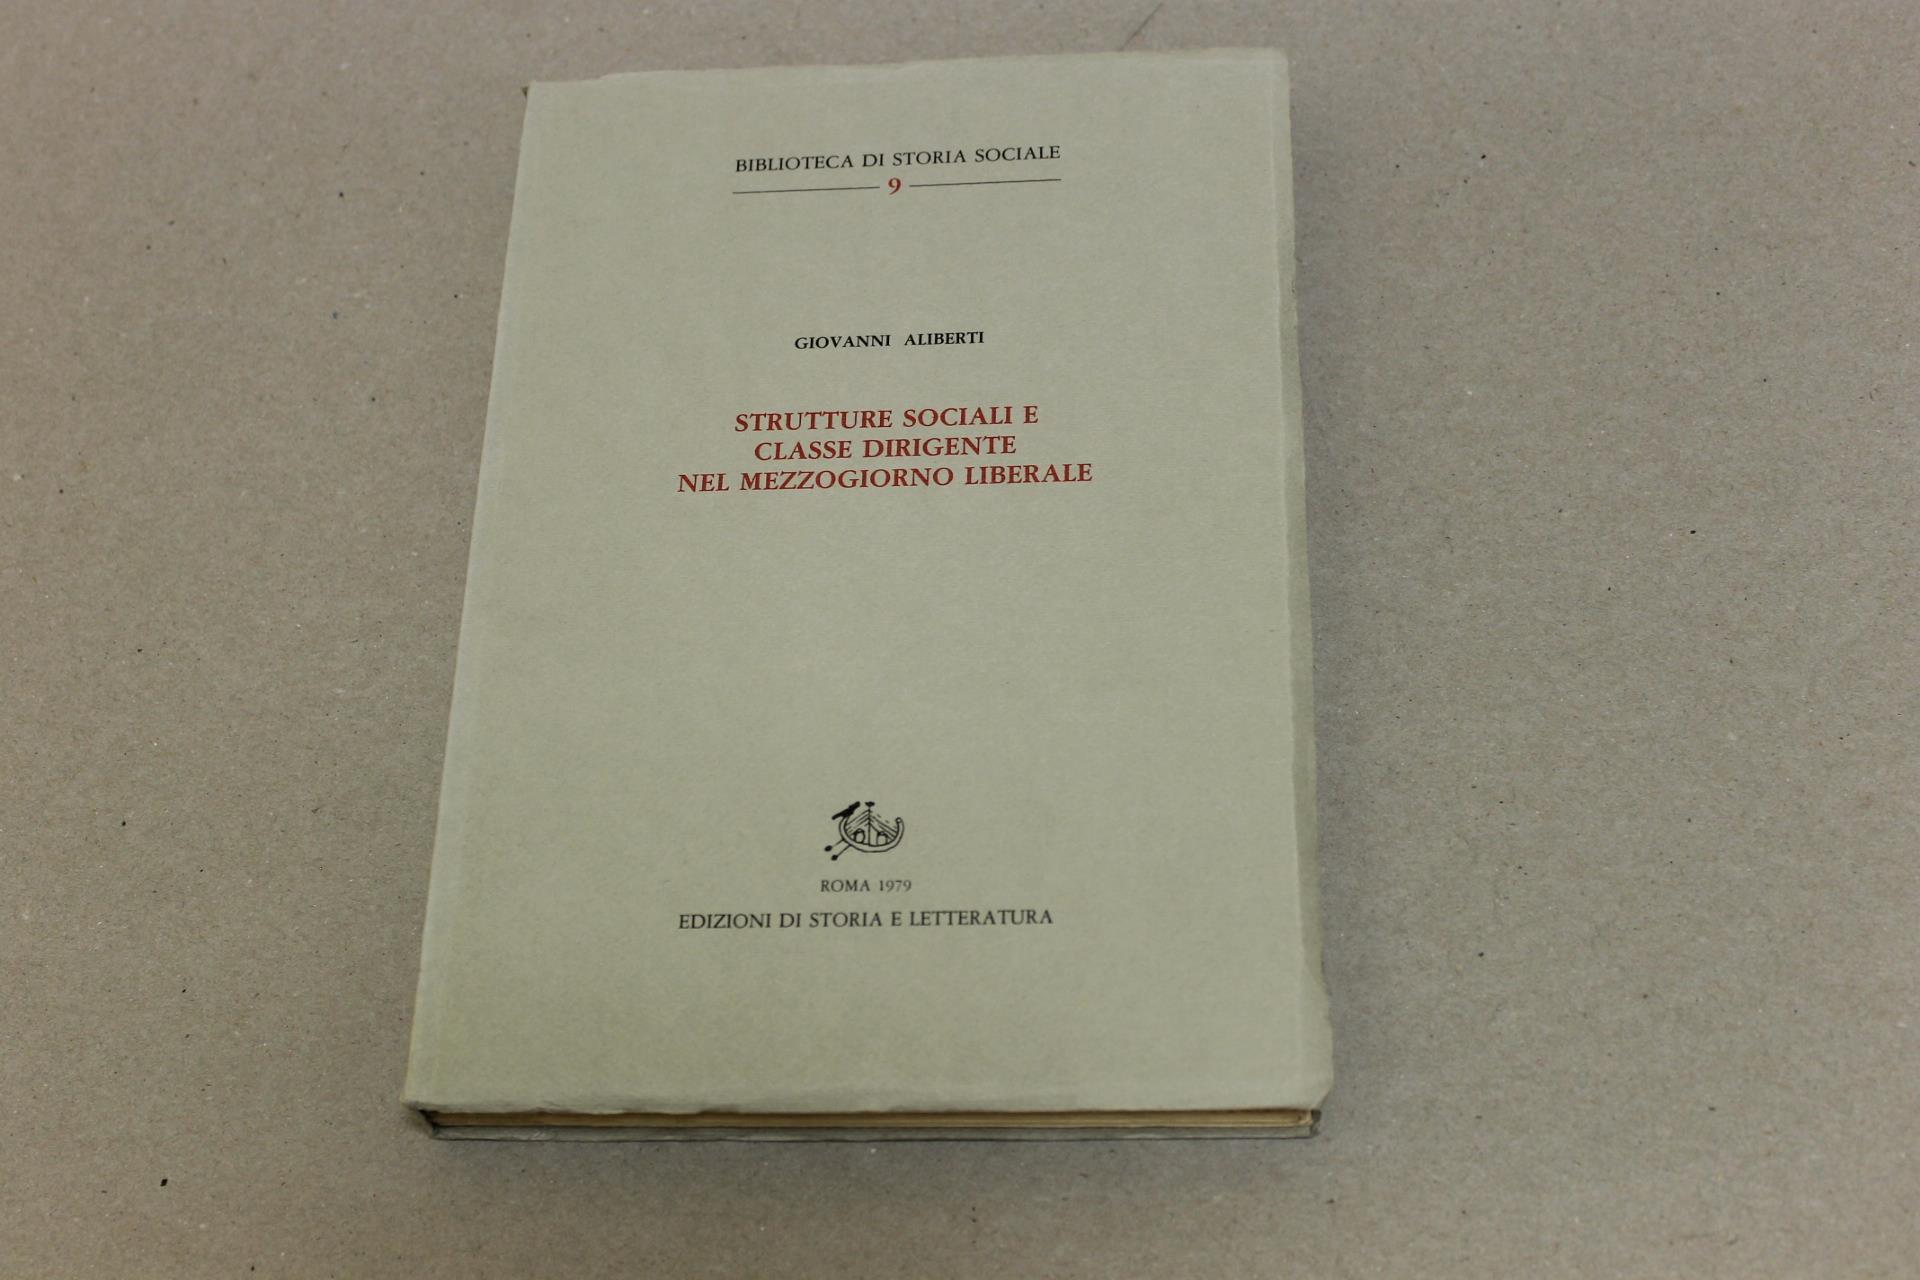 BIBLIOTECA DI STORIA SOCIALE
9
GIOVANNI ALIBERTI
STRUTTURE SOCIALI E
CLASSE DIRIGENTE
NEL MEZZOGIORNO LIBERALE
ROMA 1979
EDIZIONI DI STORIA E LETTERATURA